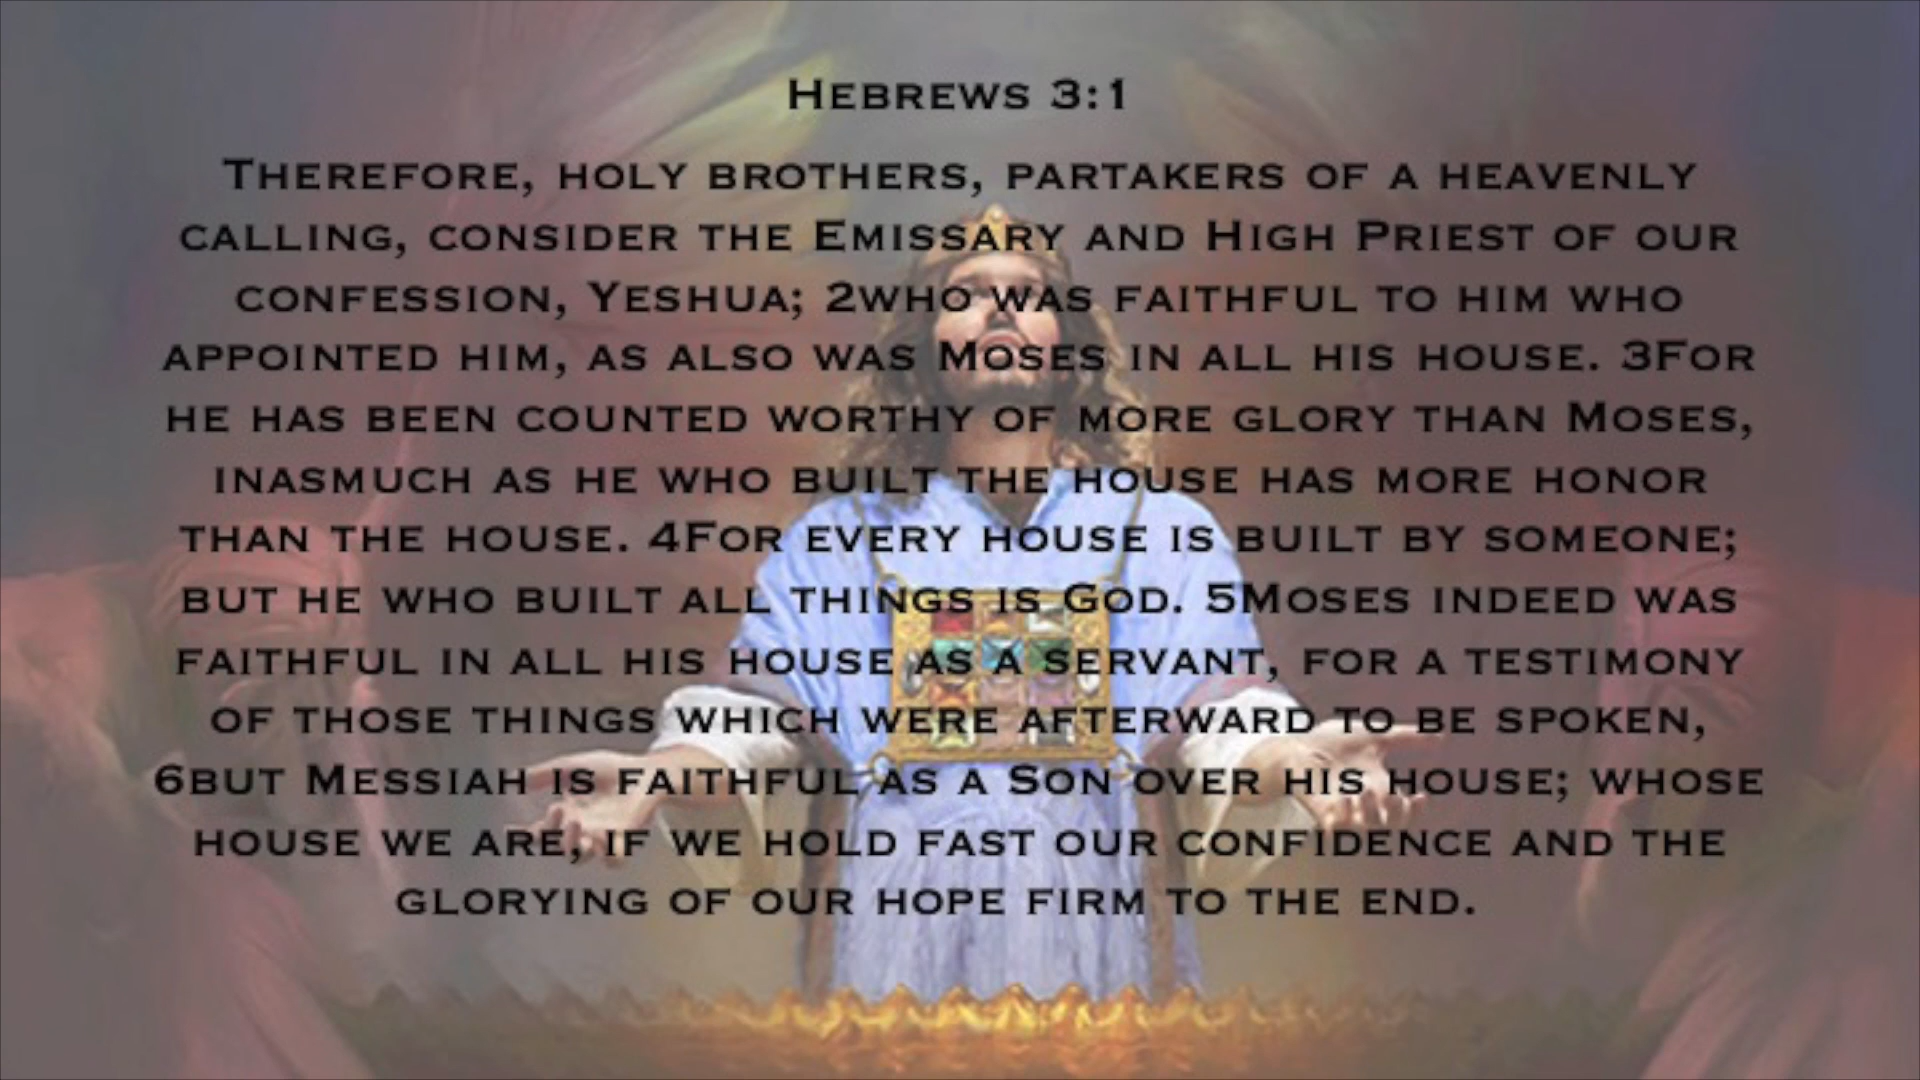 Hebrews 3:1
Therefore, holy brothers, partakers of a heavenly
calling, consider the Emissary and High Priest of our
confession, Yeshua; 2who was faithful to him who
appointed him, as also was Moses in all his house. 3For
he has been counted worthy of more glory than Moses,
inasmuch as he who built the house has more honor
than the house. 4For every house is built by someone;
but he who built all things is God. 5Moses indeed was
faithful in all his house as a servant, for a testimony
of those things which were afterward to be spoken,
6but Messiah is faithful as a Son over his house; whose
house we are, if we hold fast our confidence and the
glorying of our hope firm to the end.